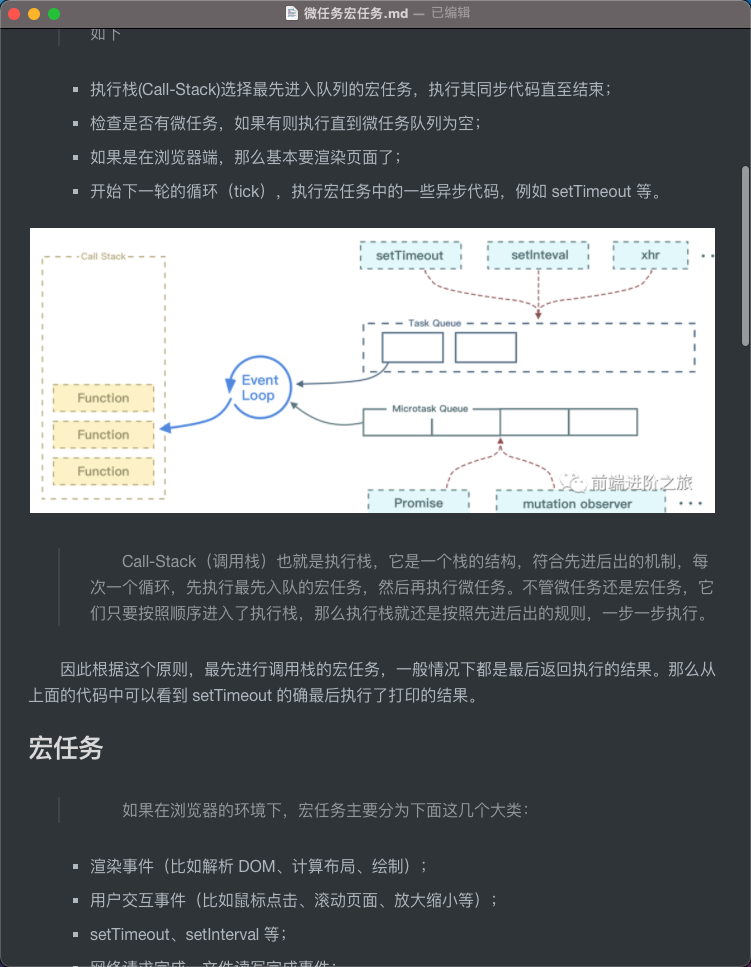 微任务宏任务.md — 已编辑
如下
执行栈(Call-Stack)选择最先进入队列的宏任务，执行其同步代码直至结束；
检查是否有微任务，如果有则执行直到微任务队列为空；
如果是在浏览器端，那么基本要渲染页面了；
开始下一轮的循环（tick），执行宏任务中的一些异步代码，例如 setTimeout 等。
Call Stack
setTimeout
setInteval
xhr
Task Queue
Event
Loop
Function
Microtask Queue
Function
Function
前端进阶之旅
Promise
mutation observer
Call-Stack（调用栈）也就是执行栈，它是一个栈的结构，符合先进后出的机制，每
次一个循环，先执行最先入队的宏任务，然后再执行微任务。不管微任务还是宏任务，它
们只要按照顺序进入了执行栈，那么执行栈就还是按照先进后出的规则，一步一步执行。
因此根据这个原则，最先进行调用栈的宏任务，一般情况下都是最后返回执行的结果。那么从
上面的代码中可以看到 setTimeout 的确最后执行了打印的结果。
宏任务
如果在浏览器的环境下，宏任务主要分为下面这几个大类：
渲染事件（比如解析 DOM、计算布局、绘制）；
用户交互事件（比如鼠标点击、滚动页面、放大缩小等）；
setTimeout、setInterval 等；
网络请求完成、文件读写完成事件；